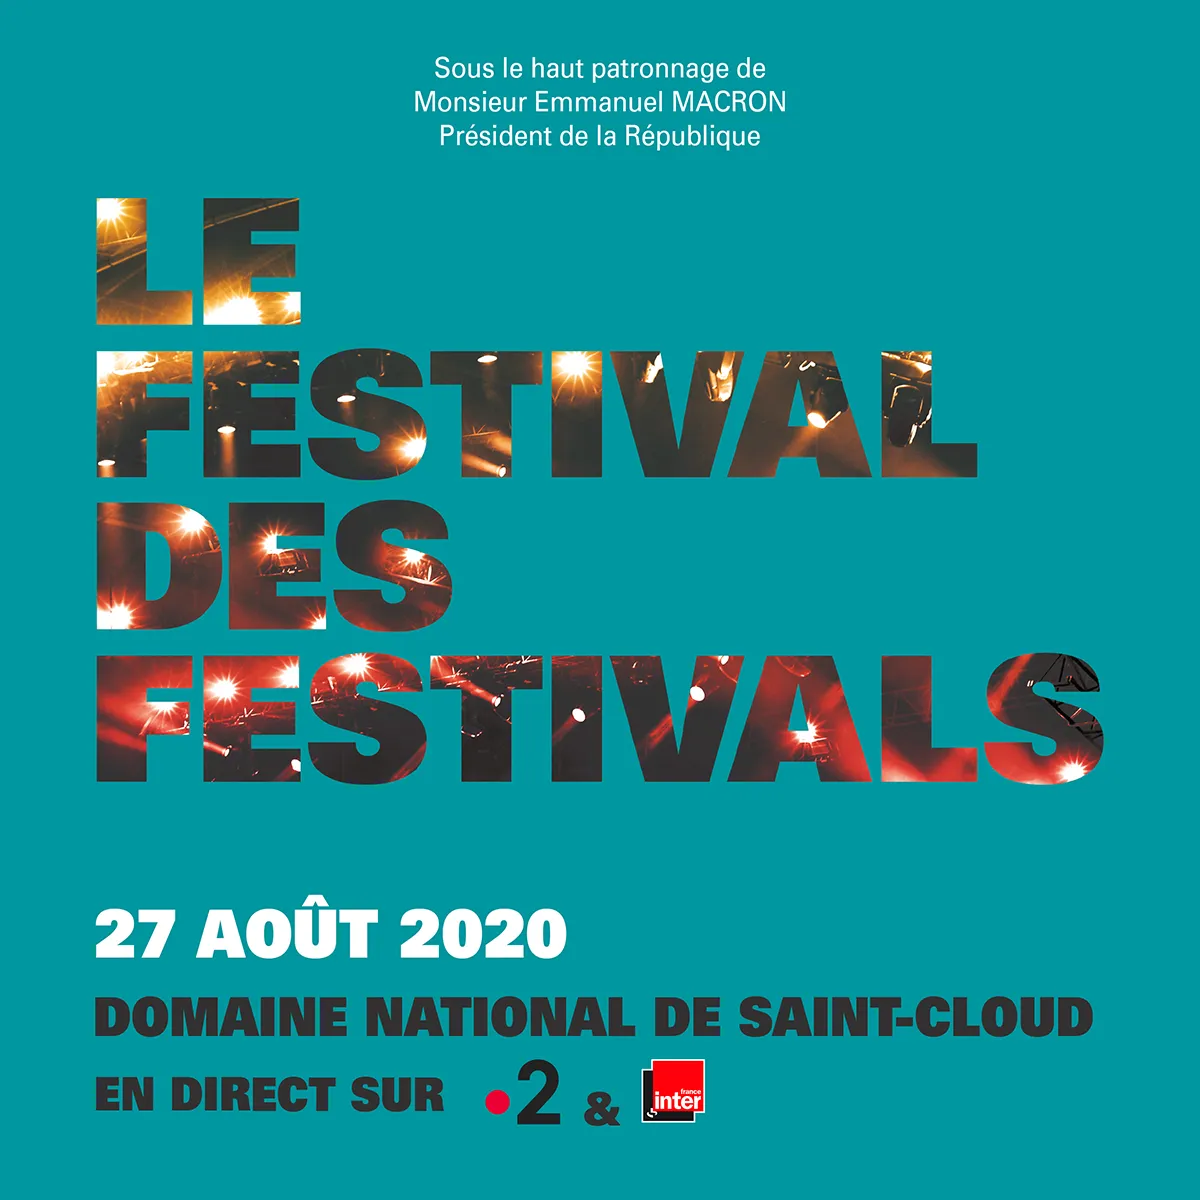 Sous le haut patronnage de
Monsieur Emmanuel MACRON
Président de la République
LE
FESTIVAL
DES
FESTIVALS
27 AOÛT 2020
DOMAINE NATIONAL DE SAINT-CLOUD
EN DIRECT SUR 2 & france inter